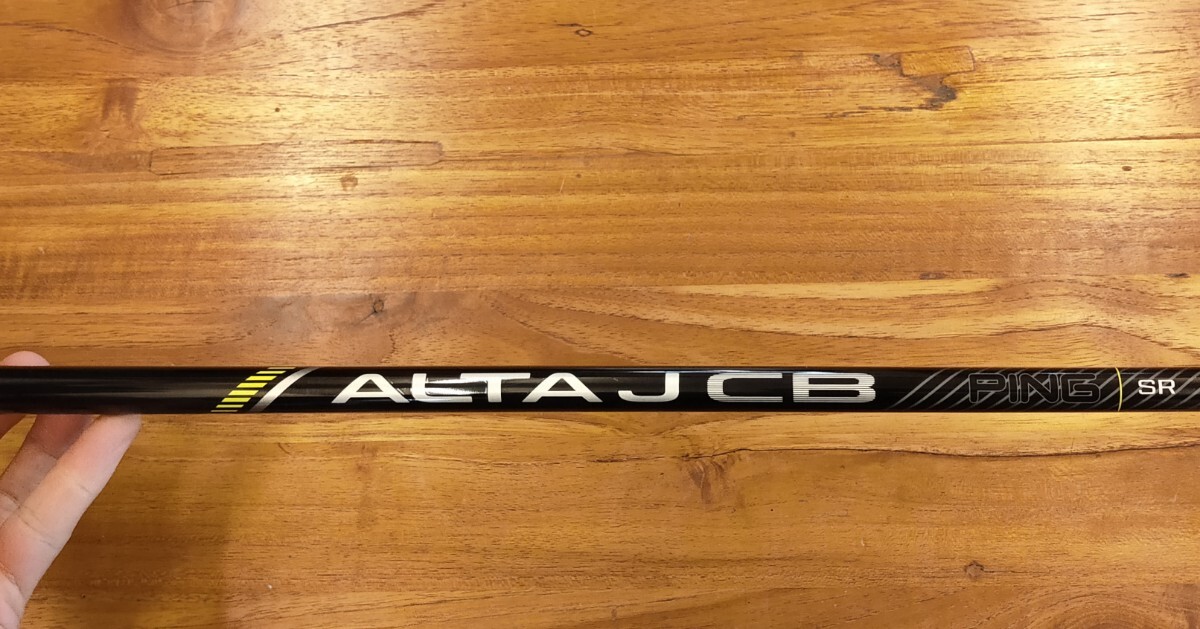 ALTA J CB PING SR